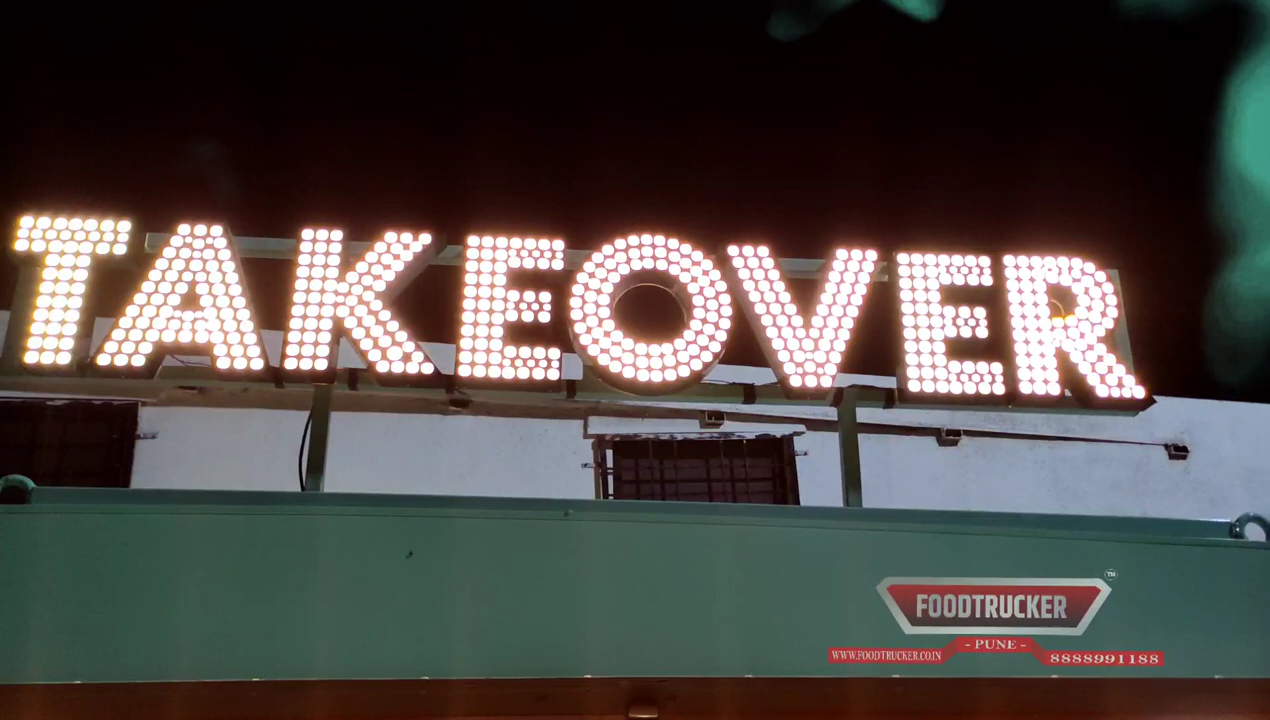 TAKEOVER
FOODTRUCKER
TM
- PUNE -
WWW.FOODTRUCKER.CO.IN
8888991188